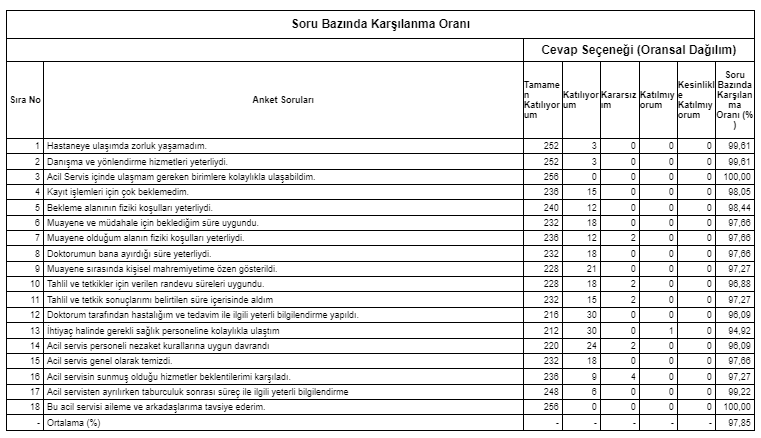 Soru Bazında Karşılanma Oranı
Cevap Seçeneği (Oransal Dağılım)
Sıra No Anket Soruları Tamamen Katılıyorum Katılıyorum Kararsızım Katılmıyorum Kesinlikle Katılmıyorum Soru Bazında Karşılanma Oranı (%)
1 Hastaneye ulaşımda zorluk yaşamadım. 252 3 0 0 0 99,61
2 Danışma ve yönlendirme hizmetleri yeterliydi. 252 3 0 0 0 99,61
3 Acil Servis içinde ulaşmam gereken birimlere kolaylıkla ulaşabildim. 256 0 0 0 0 100,00
4 Kayıt işlemleri için çok beklemedim. 236 15 0 0 0 98,05
5 Bekleme alanının fiziki koşulları yeterliydi. 240 12 0 0 0 98,44
6 Muayene ve müdahale için beklediğim süre uygundu. 232 18 0 0 0 97,66
7 Muayene olduğum alanın fiziki koşulları yeterliydi. 236 12 2 0 0 97,66
8 Doktorumun bana ayırdığı süre yeterliydi. 232 18 0 0 0 97,66
9 Muayene sırasında kişisel mahremiyetime özen gösterildi. 228 21 0 0 0 97,27
10 Tahlil ve tetkikler için verilen randevu süreleri uygundu. 228 18 2 0 0 96,88
11 Tahlil ve tetkik sonuçlarımı belirtilen süre içerisinde aldım 232 15 2 0 0 97,27
12 Doktorum tarafından hastalığım ve tedavim ile ilgili yeterli bilgilendirme yapıldı. 216 30 0 0 0 96,09
13 İhtiyaç halinde gerekli sağlık personeline kolaylıkla ulaştım 212 30 0 1 0 94,92
14 Acil servis personeli nezaket kurallarına uygun davrandı 220 24 2 0 0 96,09
15 Acil servis genel olarak temizdi. 232 18 0 0 0 97,66
16 Acil servisin sunmuş olduğu hizmetler beklentilerimi karşıladı. 236 9 4 0 0 97,27
17 Acil servisten ayrılırken taburculuk sonrası süreç ile ilgili yeterli bilgilendirme 248 6 0 0 0 99,22
18 Bu acil servisi aileme ve arkadaşlarıma tavsiye ederim. 256 0 0 0 0 100,00
- Ortalama (%) - - - - - 97,85